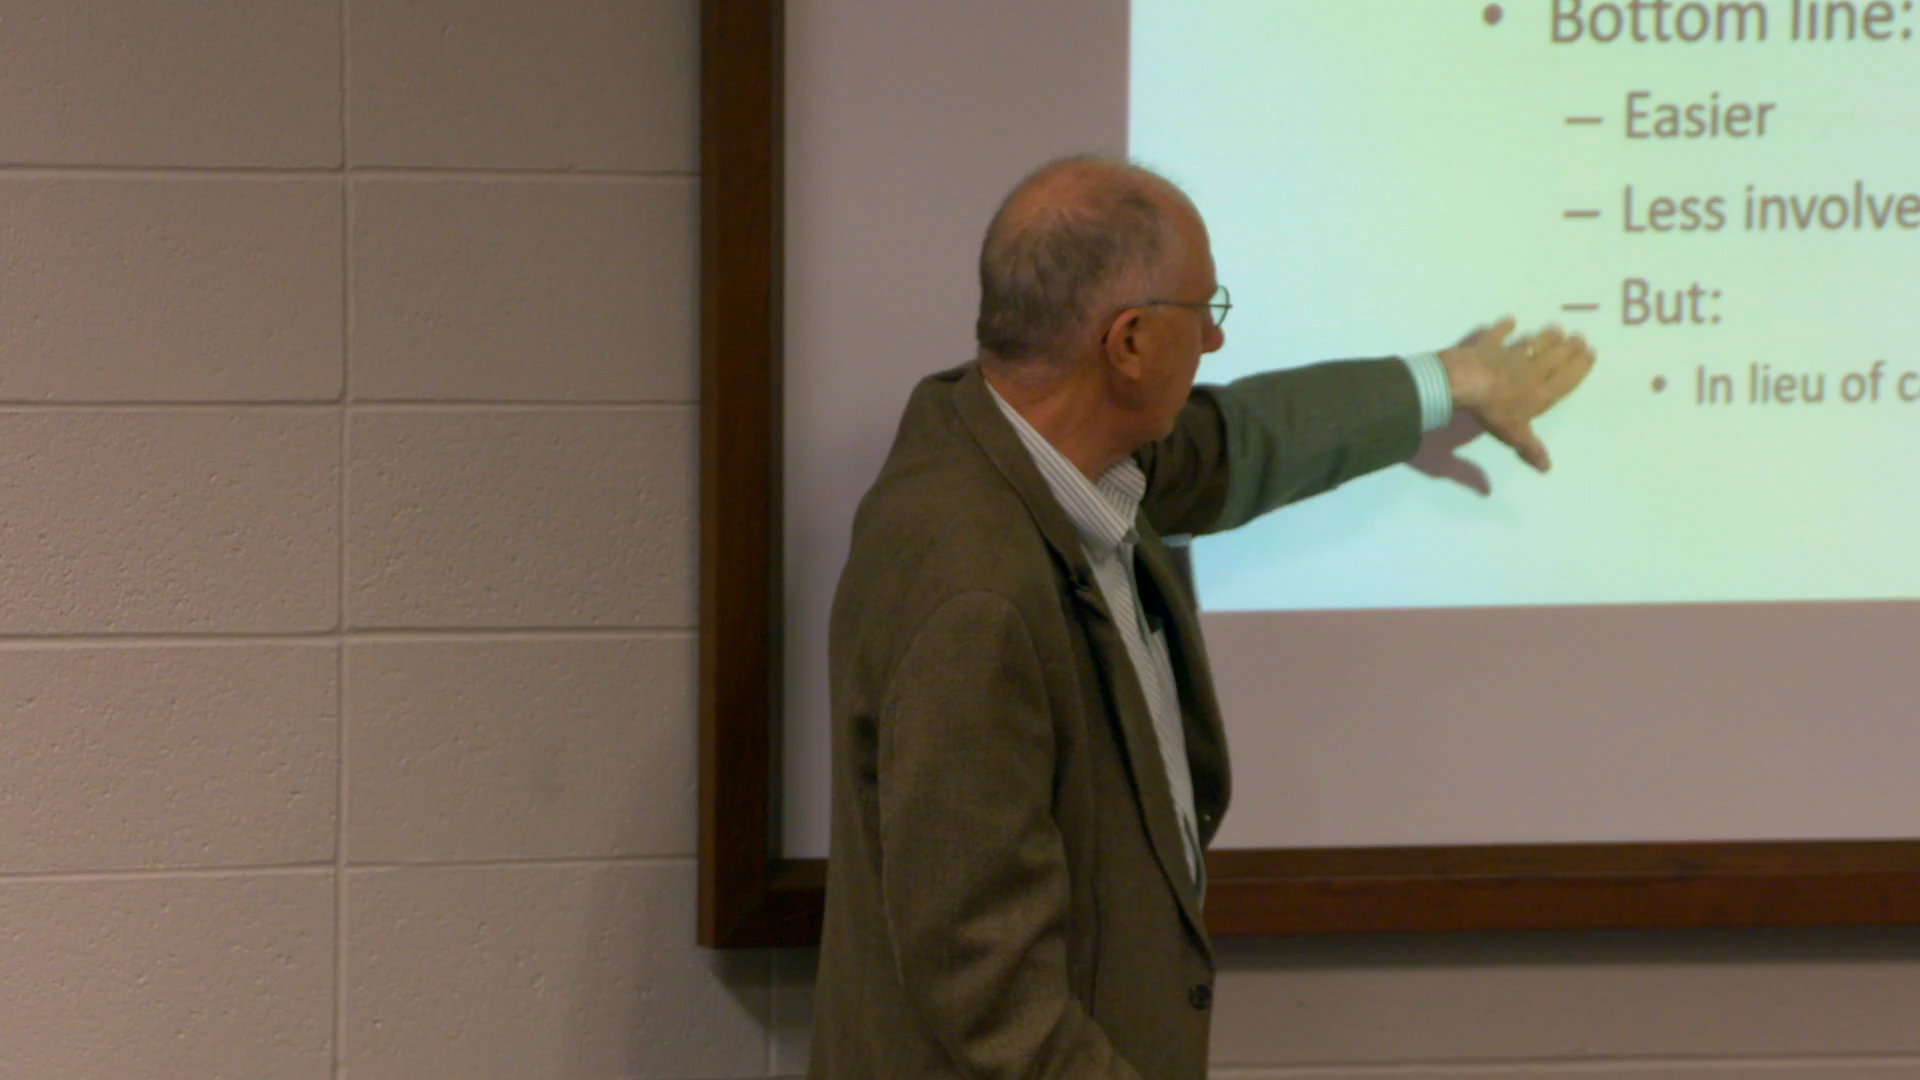 • Bottom line:
– Easier
– Less involve
– But:
• In lieu of c